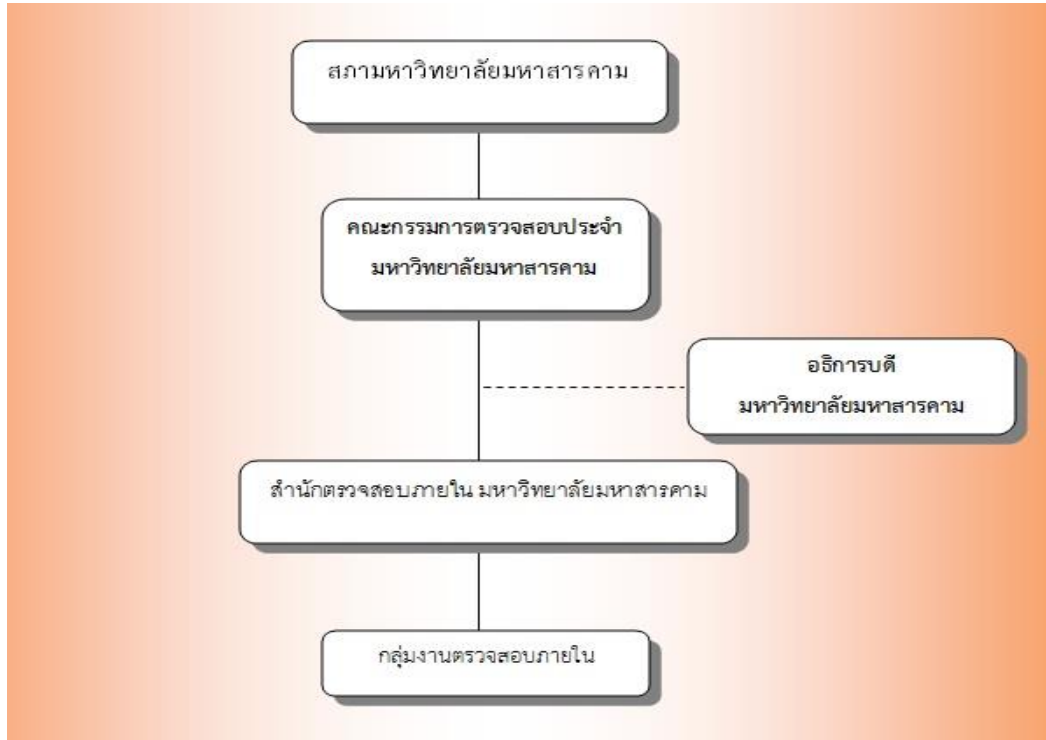 สภามหาวิทยาลัยมหาสารคาม
คณะกรรมการตรวจสอบประจำ
มหาวิทยาลัยมหาสารคาม
อธิการบดี
มหาวิทยาลัยมหาสารคาม
สำนักตรวจสอบภายใน มหาวิทยาลัยมหาสารคาม
กลุ่มงานตรวจสอบภายใน